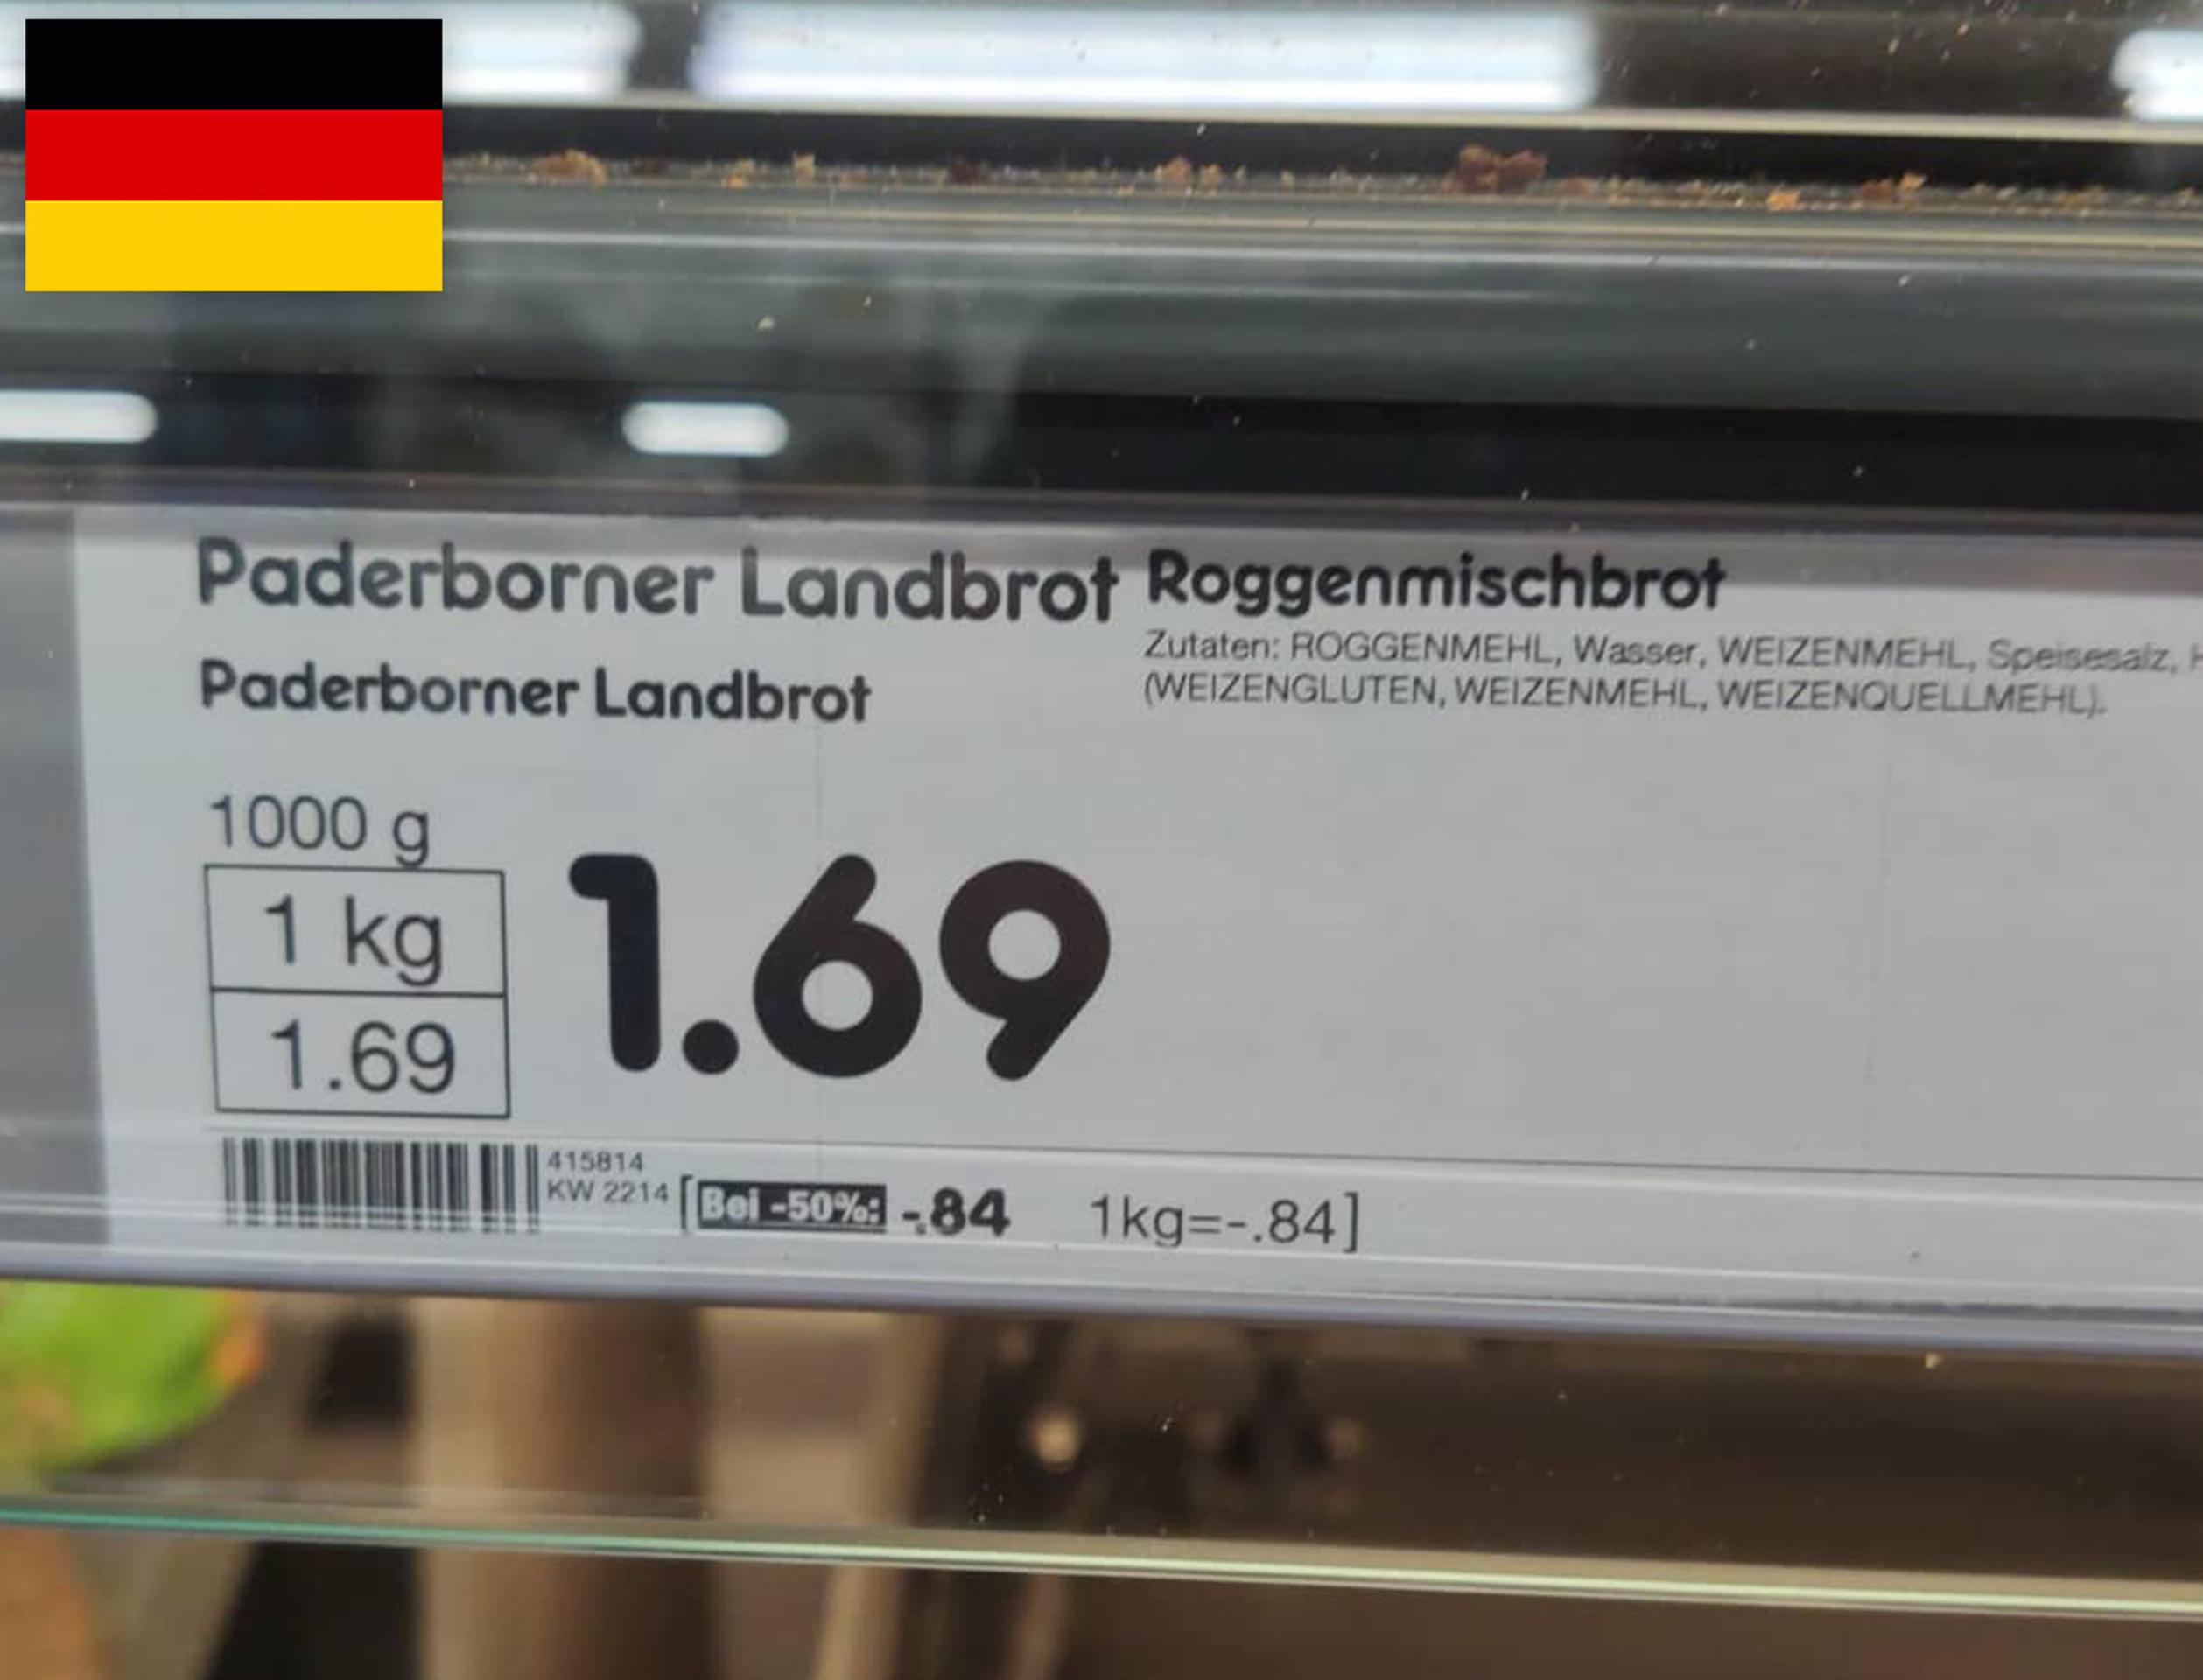 Paderborner Landbrot
Paderborner Landbrot
Roggenmischbrot
Zutaten: ROGGENMEHL, Wasser, WEIZENMEHL, Speisesalz,
(WEIZENGLUTEN, WEIZENMEHL, WEIZENQUELLMEHL).
1000 g
1 kg
1.69
1.69
415814
KW 2214
[Bei -50%: -.84 1kg=-.84]